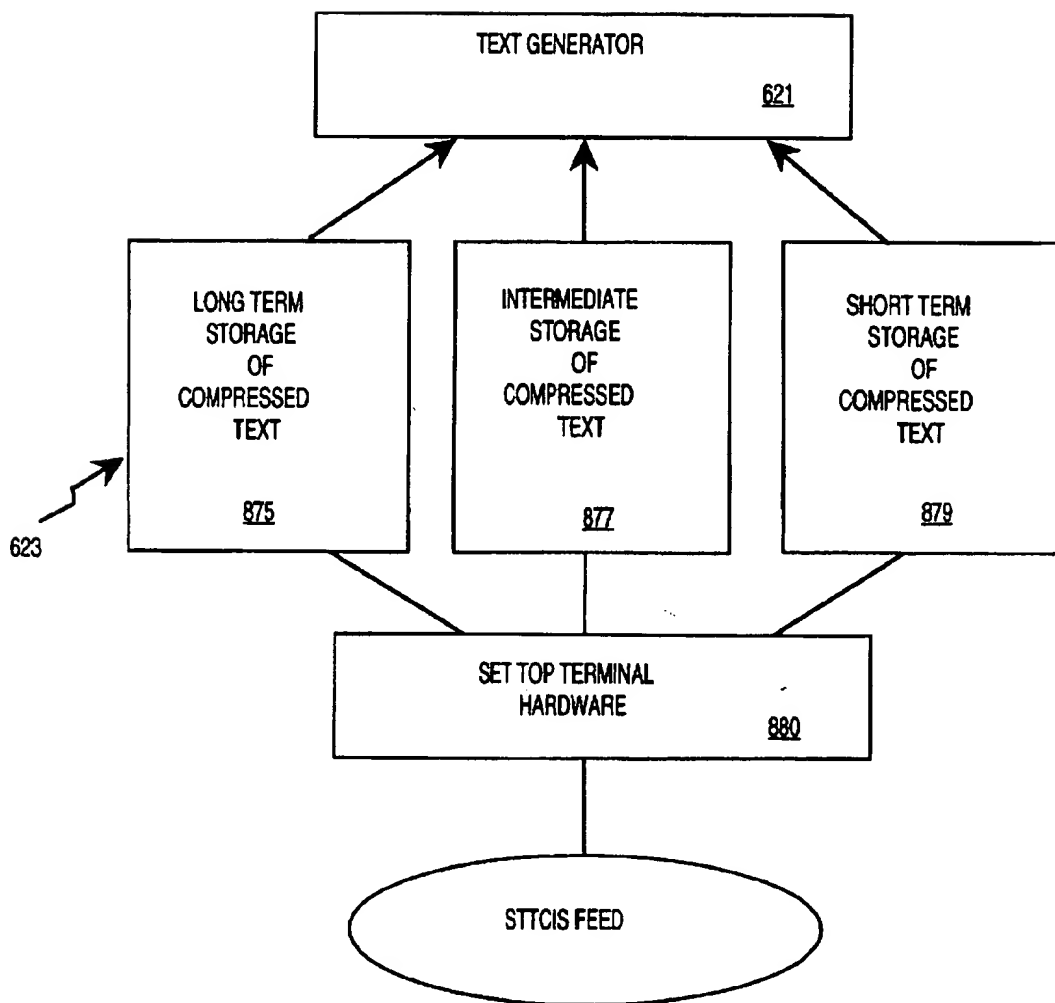 TEXT GENERATOR
621
LONG TERM
STORAGE
OF
COMPRESSED
TEXT
875
INTERMEDIATE
STORAGE
OF
COMPRESSED
TEXT
877
SHORT TERM
STORAGE
OF
COMPRESSED
TEXT
879
623
SET TOP TERMINAL
HARDWARE
880
STTCIS FEED